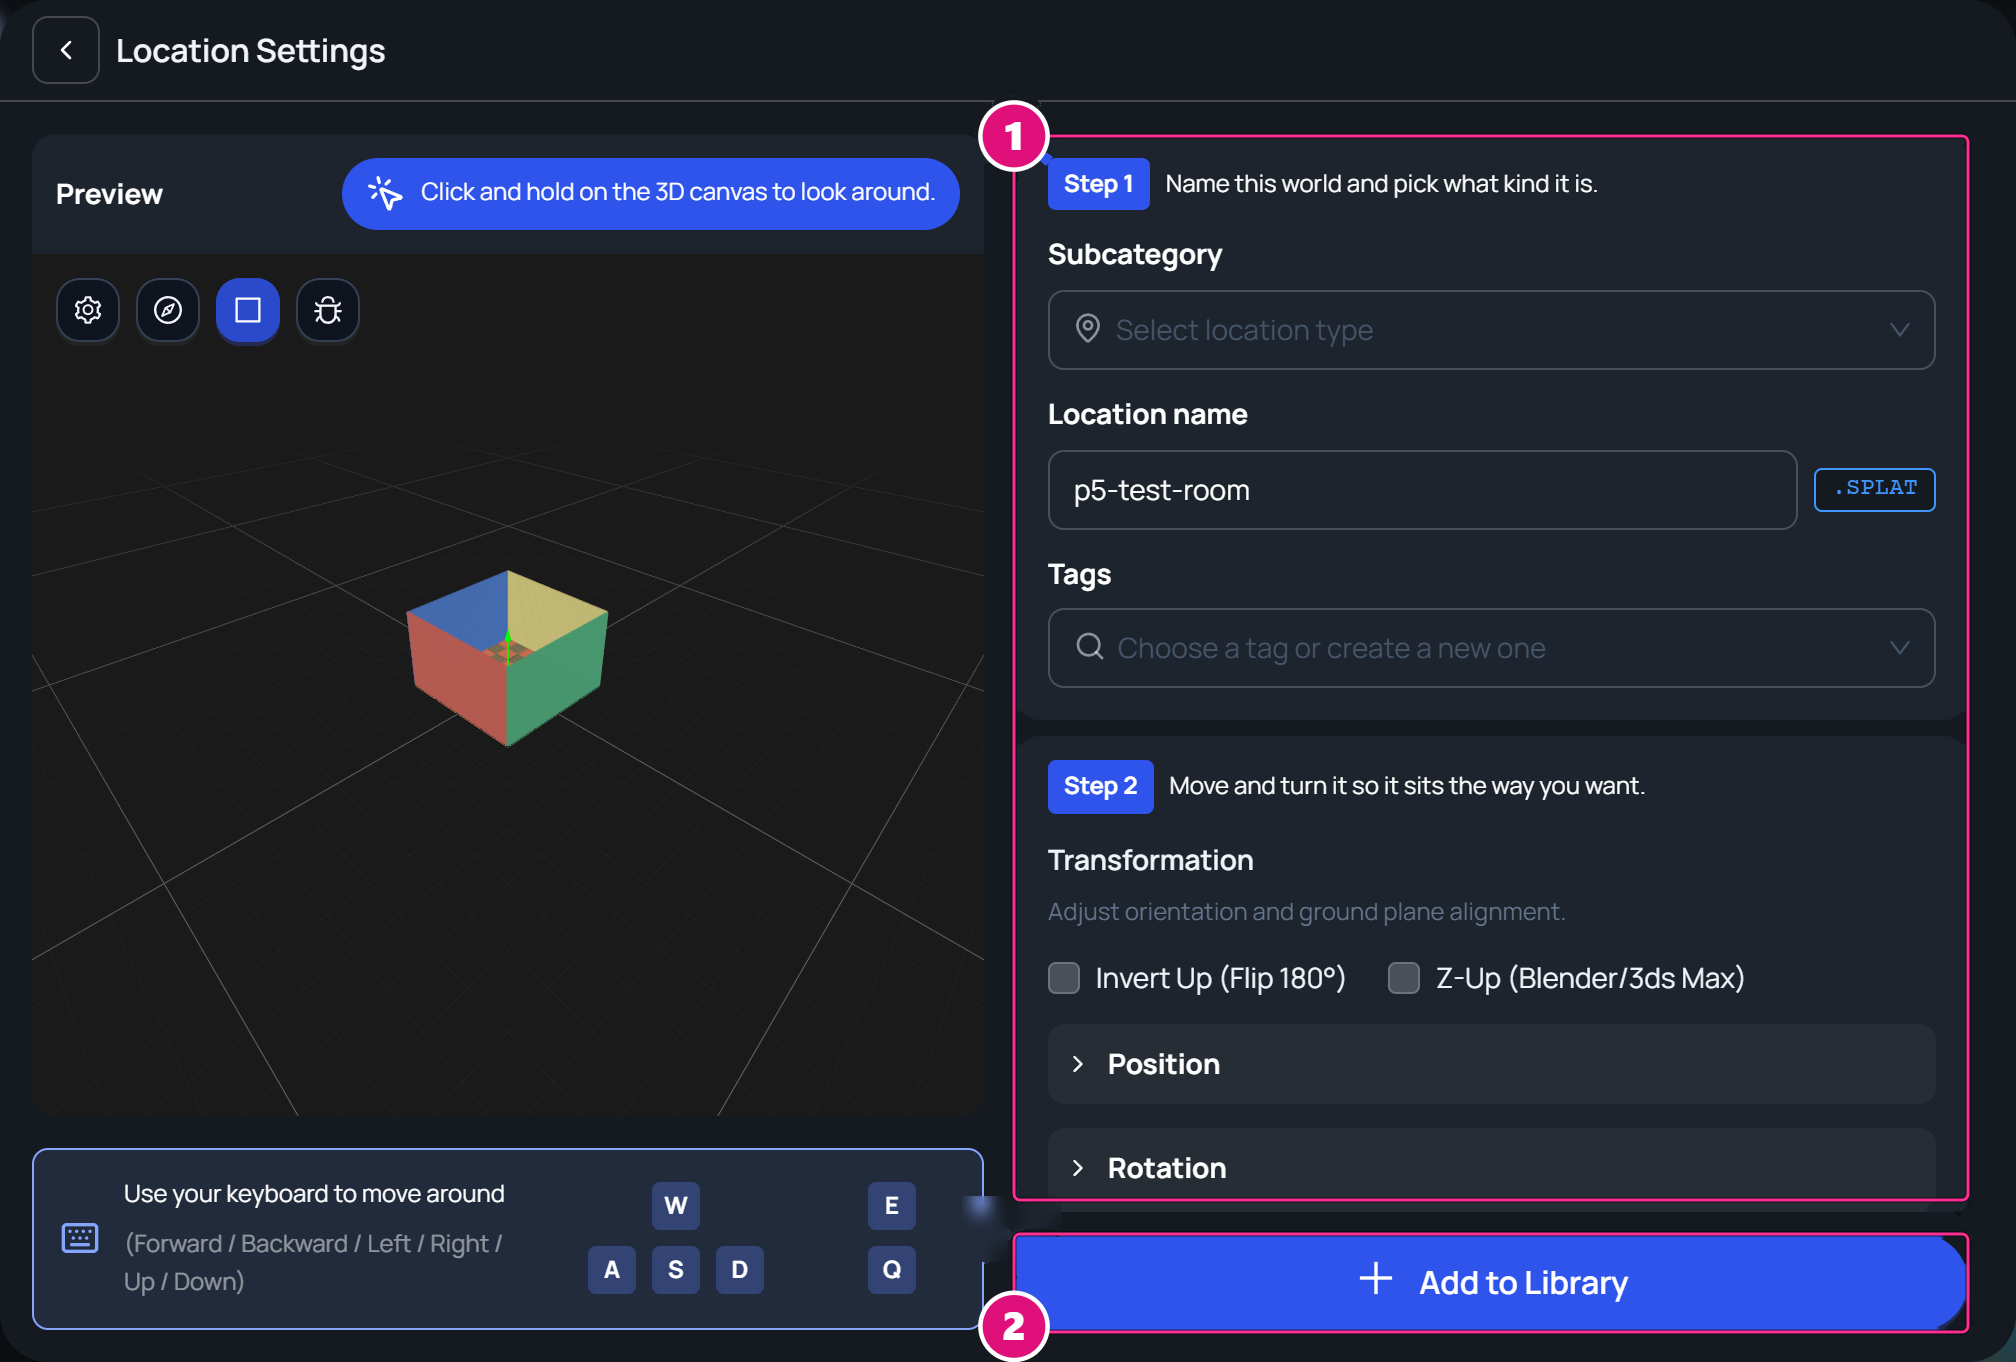 Location Settings
Preview
Click and hold on the 3D canvas to look around.
Use your keyboard to move around
(Forward / Backward / Left / Right /
Up / Down)
W
E
A
S
D
Q
1
Step 1
Name this world and pick what kind it is.
Subcategory
Select location type
Location name
p5-test-room
.SPLAT
Tags
Choose a tag or create a new one
Step 2
Move and turn it so it sits the way you want.
Transformation
Adjust orientation and ground plane alignment.
Invert Up (Flip 180°)
Z-Up (Blender/3ds Max)
Position
Rotation
Add to Library
2